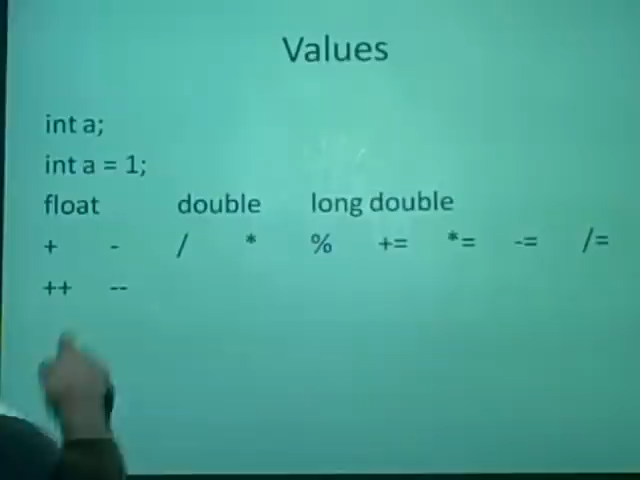 Values
int a;
int a = 1;
float double long double
+ - / * % += *= -= /=
++ --